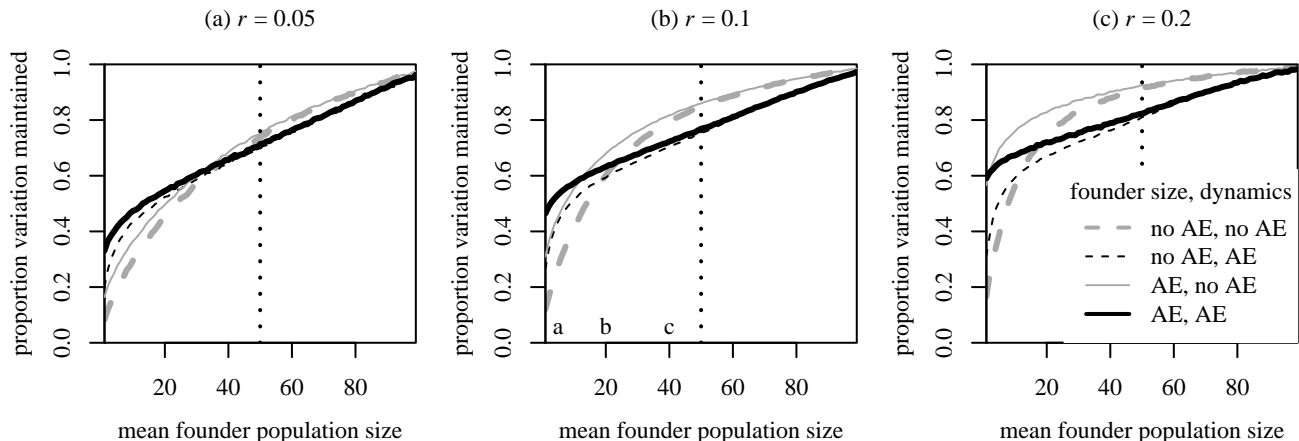 (a) r = 0.05
proportion variation maintained
1.0
0.8
0.6
0.4
0.2
0.0
20 40 60 80
mean founder population size
(b) r = 0.1
proportion variation maintained
1.0
0.8
0.6
0.4
0.2
0.0
a b c
20 40 60 80
mean founder population size
(c) r = 0.2
proportion variation maintained
1.0
0.8
0.6
0.4
0.2
0.0
founder size, dynamics
no AE, no AE
no AE, AE
AE, no AE
AE, AE
20 40 60 80
mean founder population size